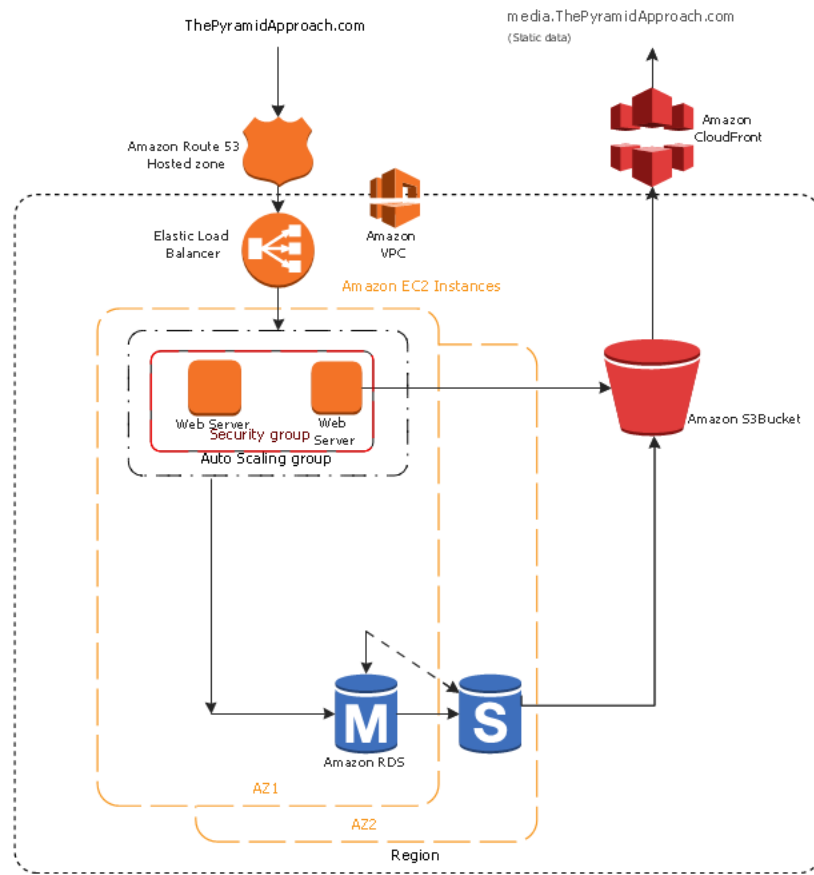 ThePyramidApproach.com
media.ThePyramidApproach.com
(Static data)
Amazon Route 53
Hosted zone
Amazon
CloudFront
Elastic Load
Balancer
Amazon
VPC
Amazon EC2 Instances
Web Server
Web
Server
Security group
Auto Scaling group
Amazon S3Bucket
M
S
Amazon RDS
AZ1
AZ2
Region